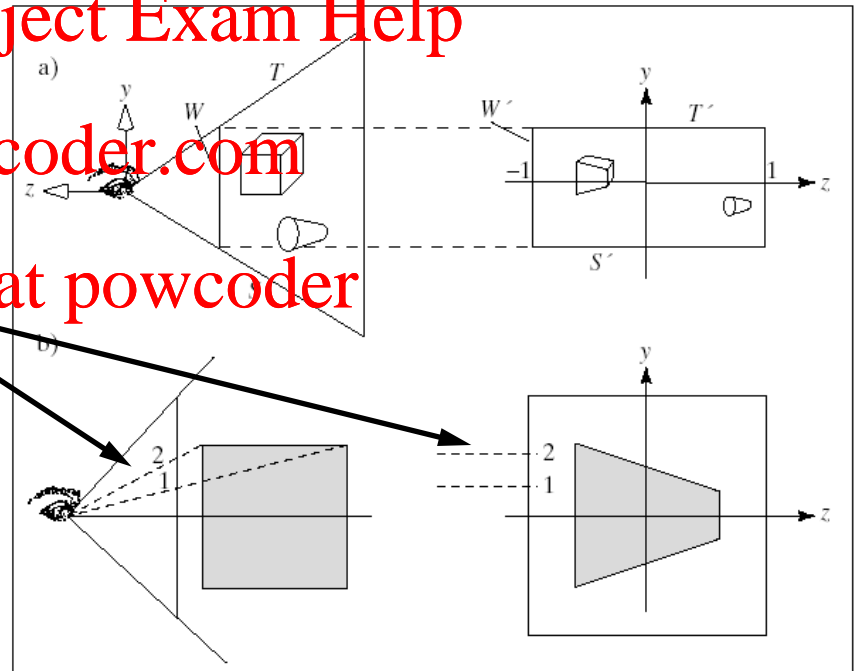 ject Exam Help
a)
y
T
W
z
coder.com
y
W´
T´
−1
1
z
S´
at powcoder
b)
2
1
y
2
1
z